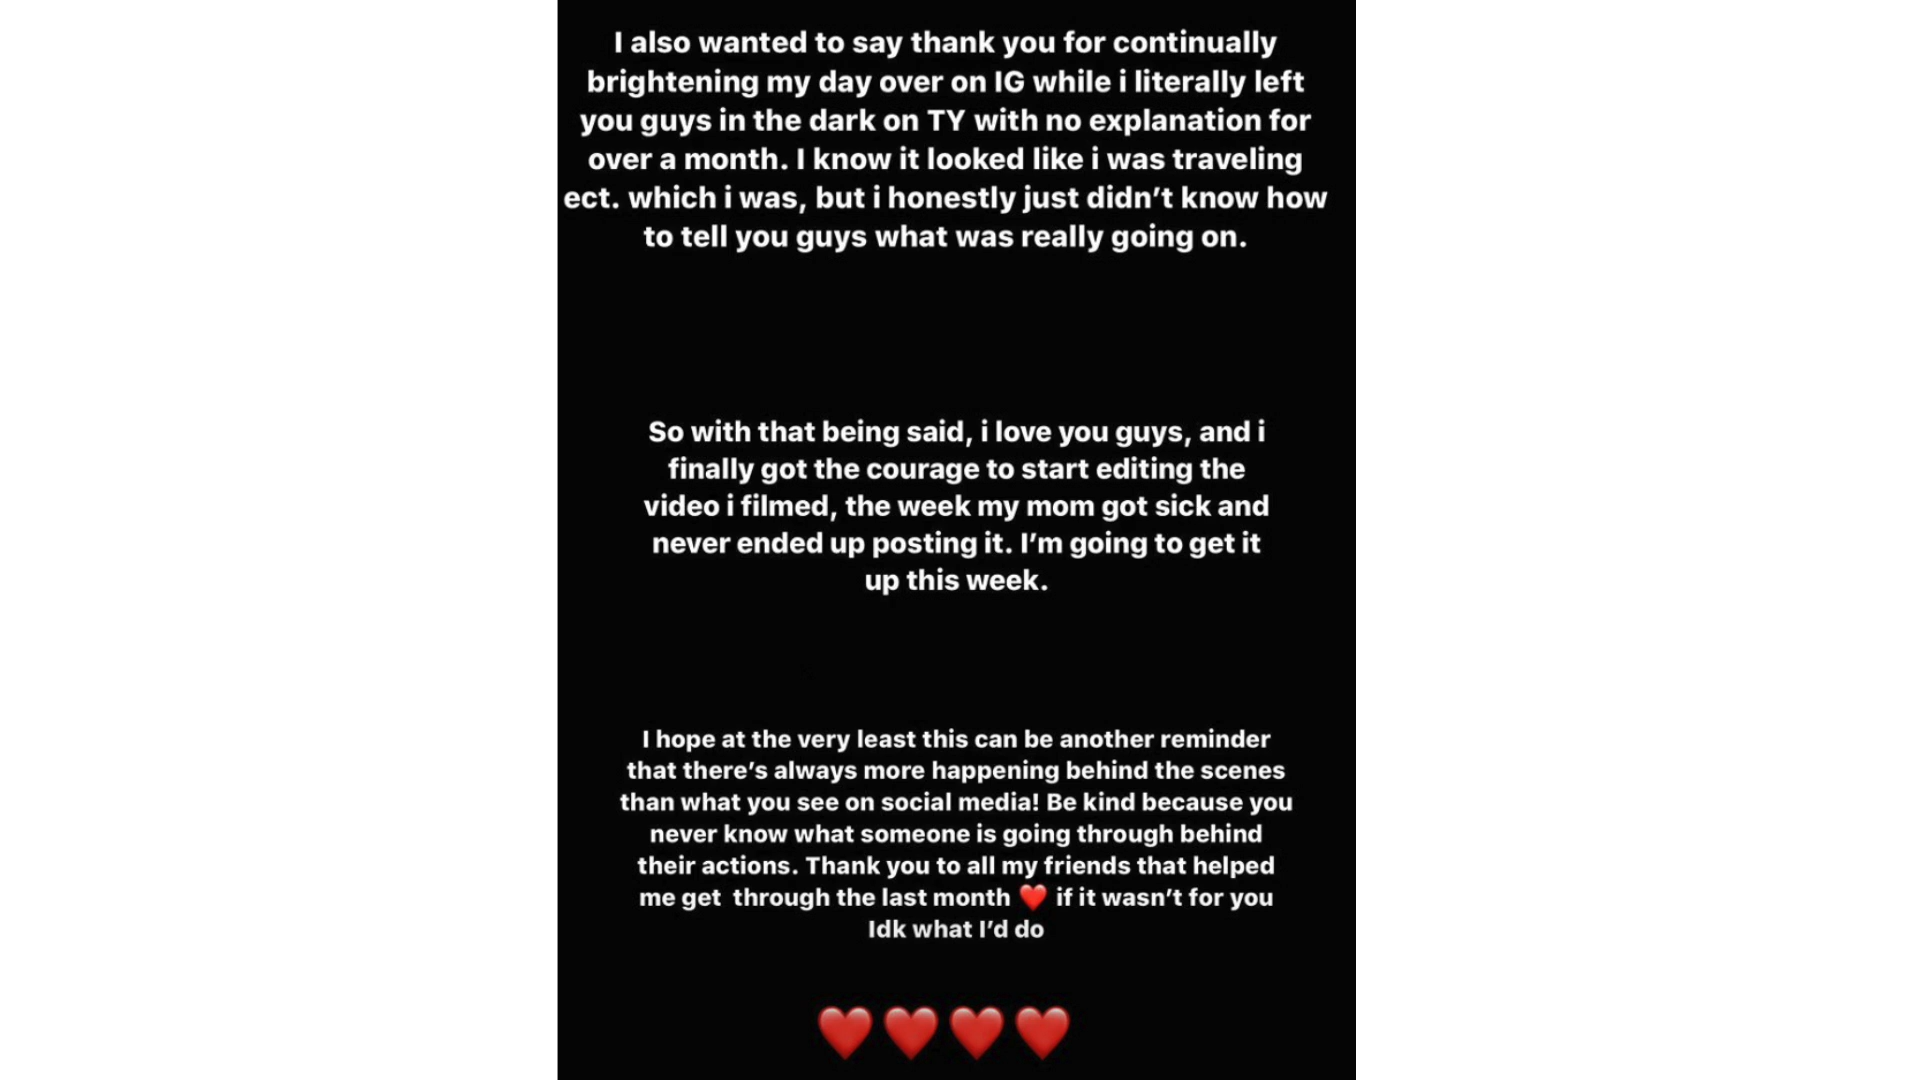 I also wanted to say thank you for continually
brightening my day over on IG while i literally left
you guys in the dark on TY with no explanation for
over a month. I know it looked like i was traveling
ect. which i was, but i honestly just didn’t know how
to tell you guys what was really going on.
So with that being said, i love you guys, and i
finally got the courage to start editing the
video i filmed, the week my mom got sick and
never ended up posting it. I’m going to get it
up this week.
I hope at the very least this can be another reminder
that there’s always more happening behind the scenes
than what you see on social media! Be kind because you
never know what someone is going through behind
their actions. Thank you to all my friends that helped
me get  through the last month ❤️ if it wasn’t for you
Idk what I’d do
❤️❤️❤️❤️